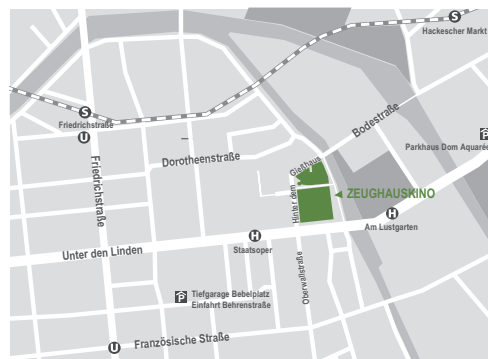 S
Hackescher Markt
S
Friedrichstraße
U
Bodestraße
P
Parkhaus Dom Aquarée
Dorotheenstraße
Gießhaus
Hinter dem
ZEUGHAUSKINO
Friedrichstraße
H
Am Lustgarten
Unter den Linden
H
Staatsoper
Oberwallstraße
P
Tiefgarage Bebelplatz
Einfahrt Behrenstraße
U
Französische Straße